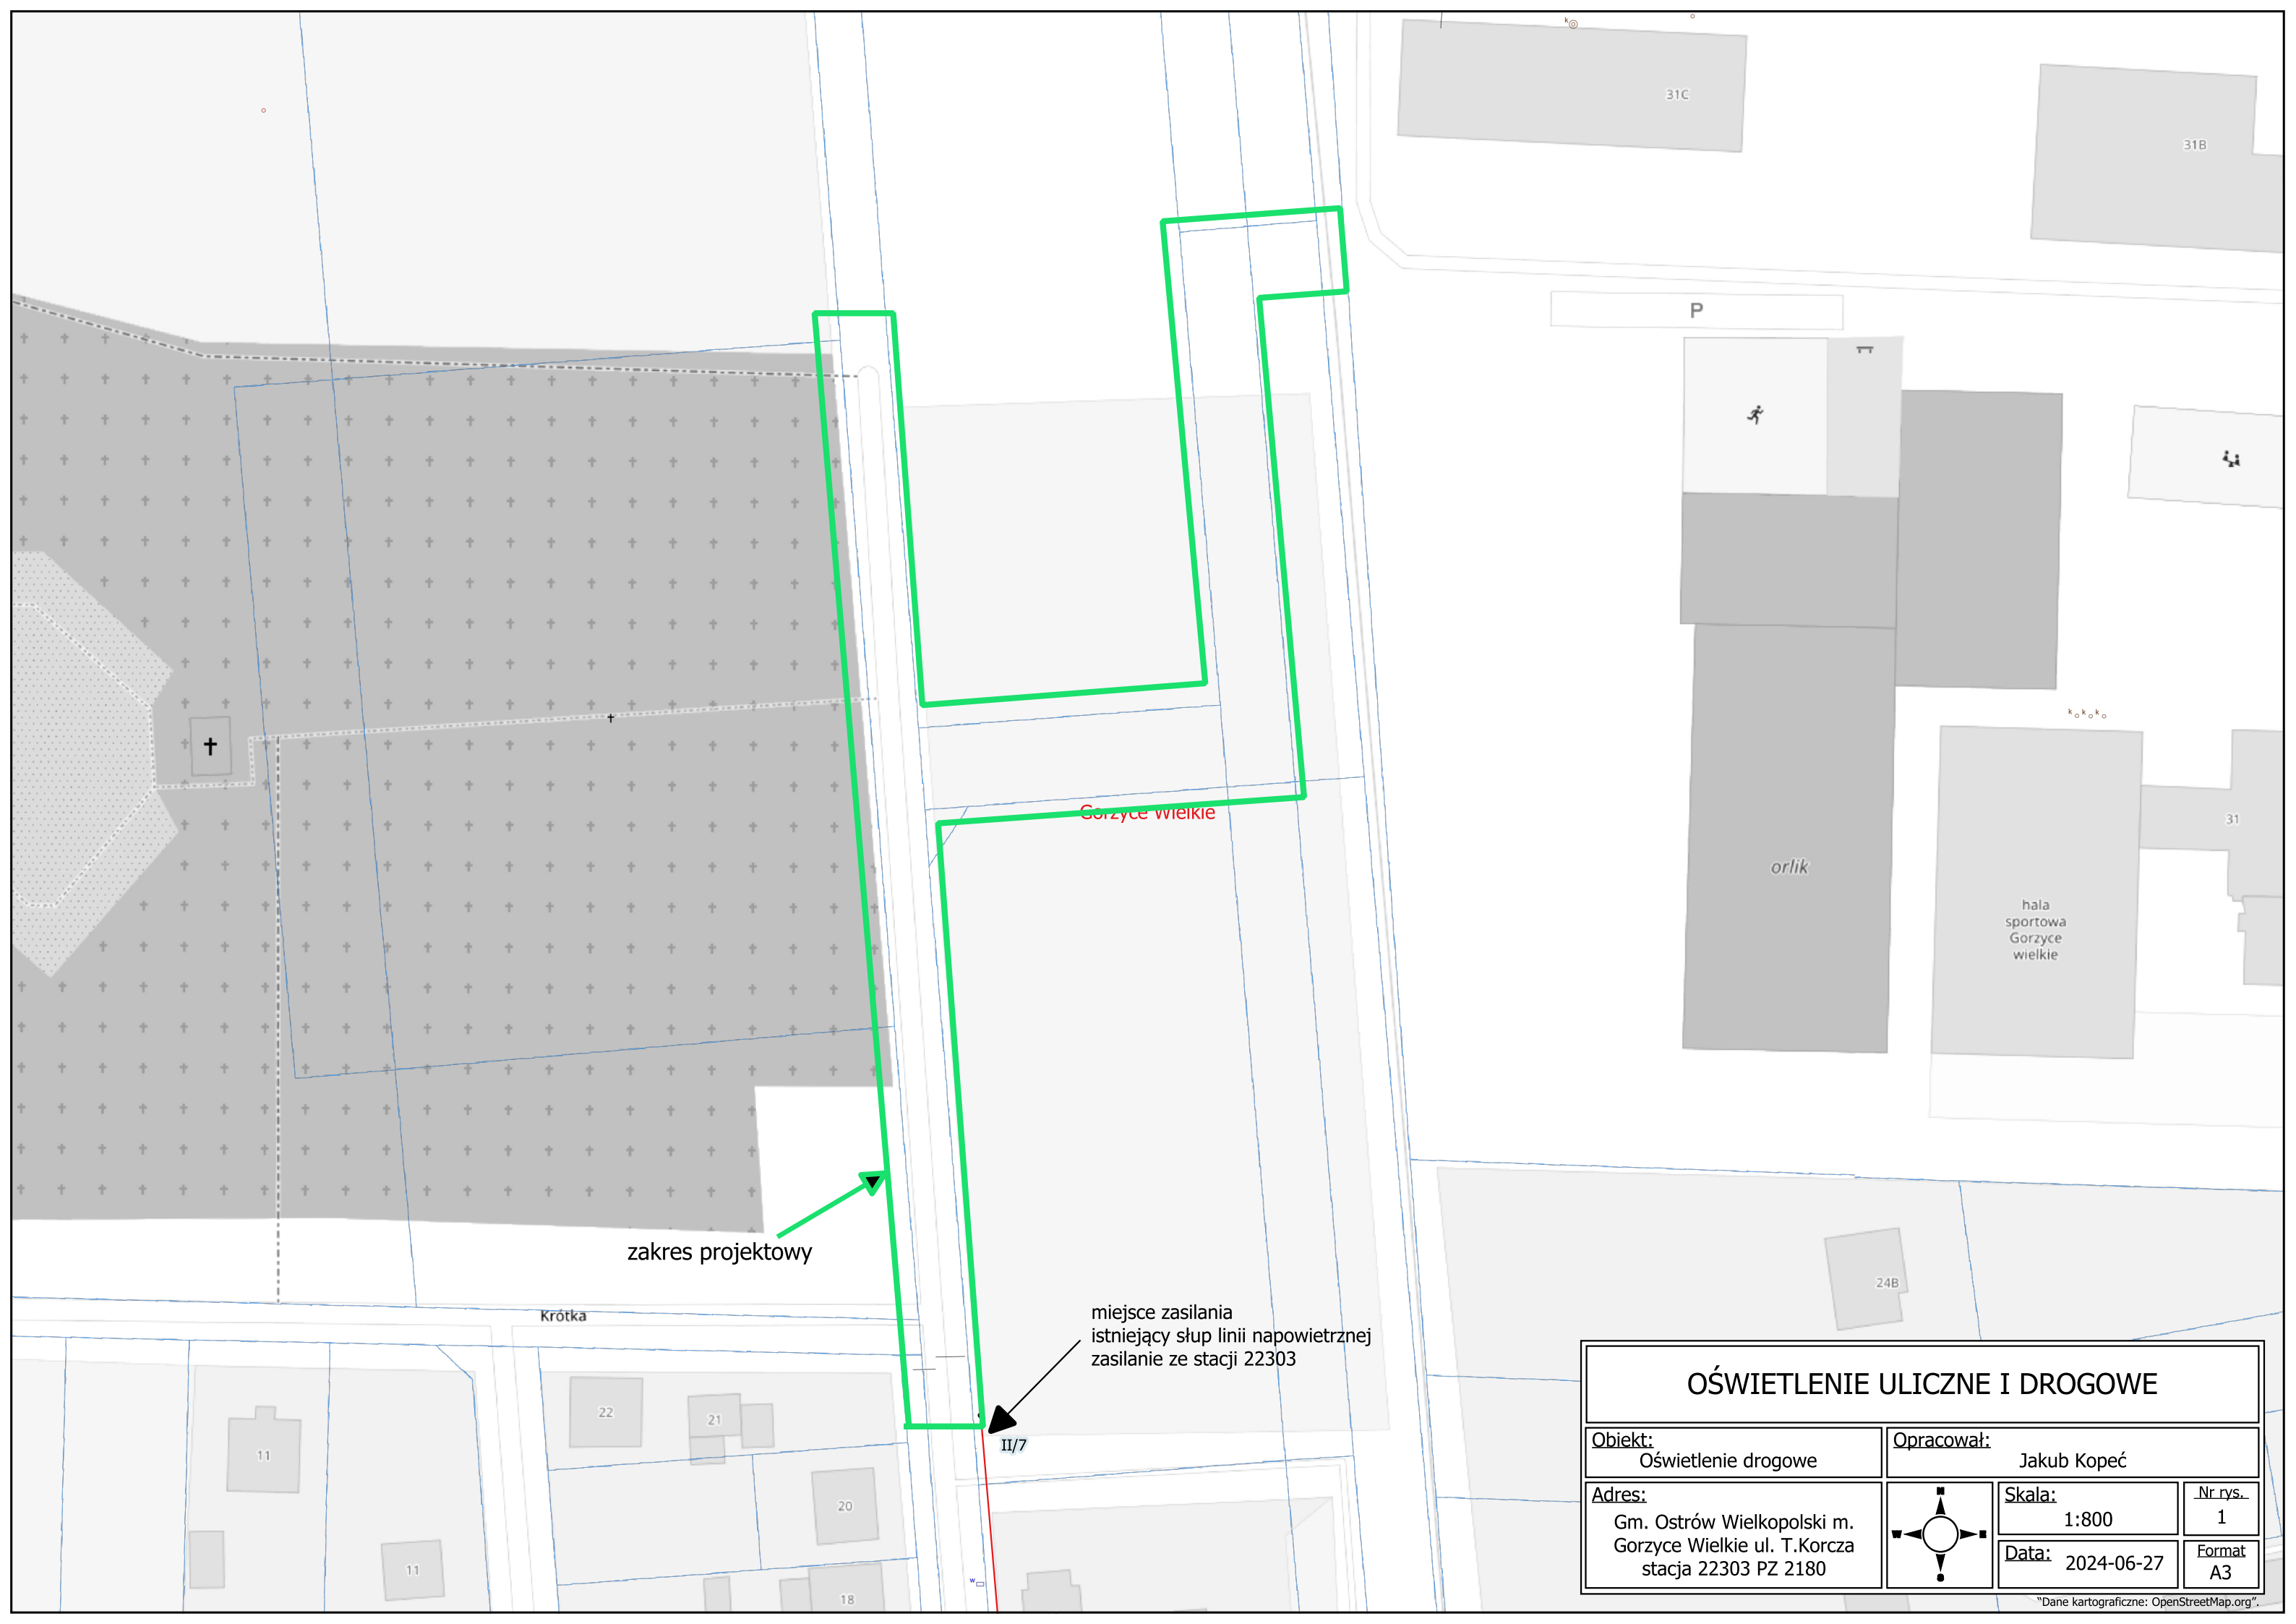 k
31C
31B
P
k k k
Gorzyce Wielkie
31
orlik
hala
sportowa
Gorzyce
wielkie
zakres projektowy
24B
Krótka
miejsce zasilania
istniejący słup linii napowietrznej
zasilanie ze stacji 22303
II/7
22
21
11
20
11
18
w
OŚWIETLENIE ULICZNE I DROGOWE
Obiekt:
Oświetlenie drogowe
Opracował:
Jakub Kopeć
Adres:
Gm. Ostrów Wielkopolski m.
Gorzyce Wielkie ul. T.Korcza
stacja 22303 PZ 2180
N
W E
S
Skala:
1:800
Nr rys.
1
Data: 2024-06-27
Format
A3
"Dane kartograficzne: OpenStreetMap.org".